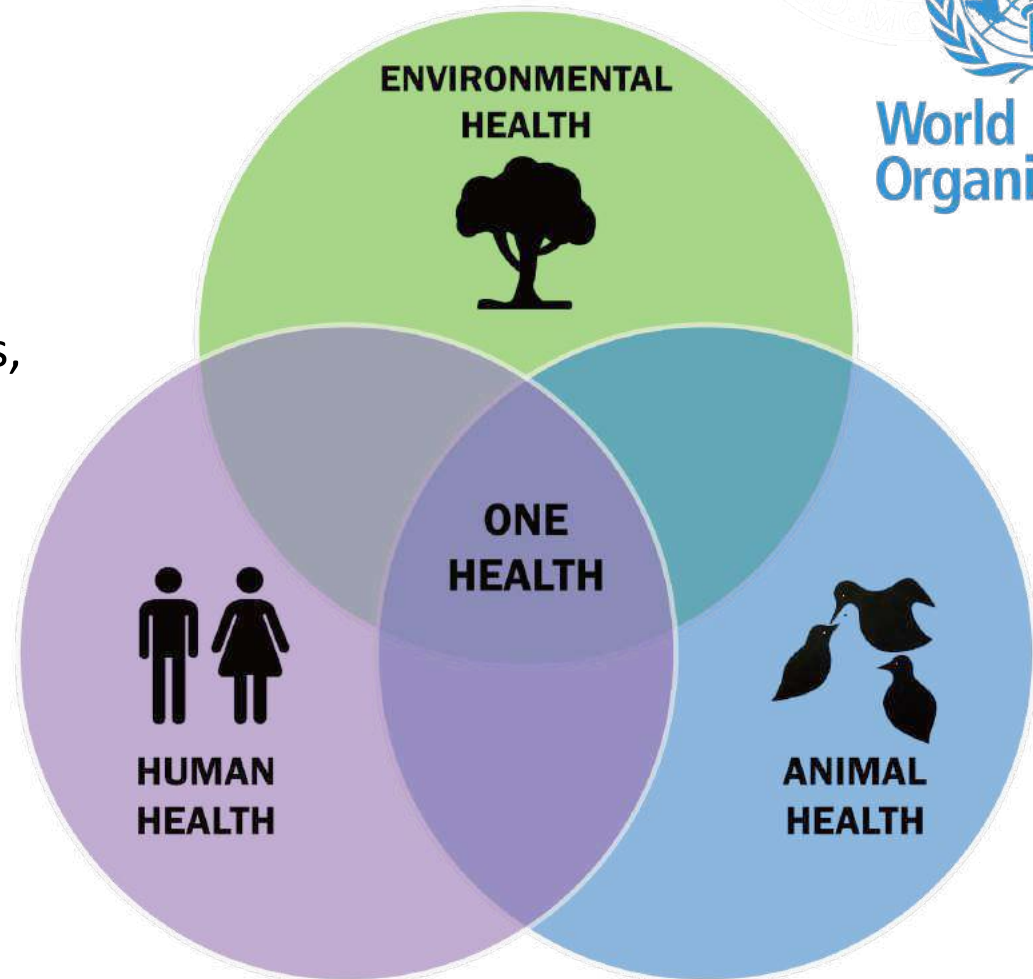 ENVIRONMENTAL
HEALTH
World
Organi
s,
ONE
HEALTH
HUMAN
HEALTH
ANIMAL
HEALTH